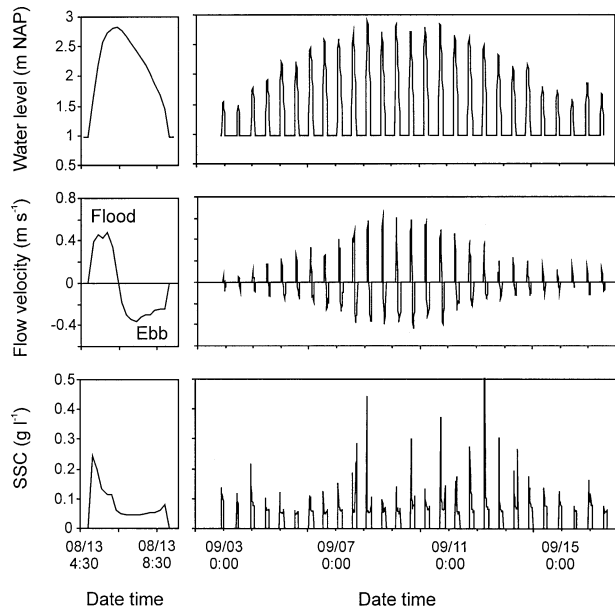 Water level (m NAP)
3
2.5
2
1.5
1
0.5
Flow velocity (m s⁻¹)
0.8
0.4
0
-0.4
Flood
Ebb
SSC (g l⁻¹)
0.5
0.4
0.3
0.2
0.1
0
08/13 08/13 09/03 09/07 09/11 09/15
4:30 8:30 0:00 0:00 0:00 0:00
Date time Date time